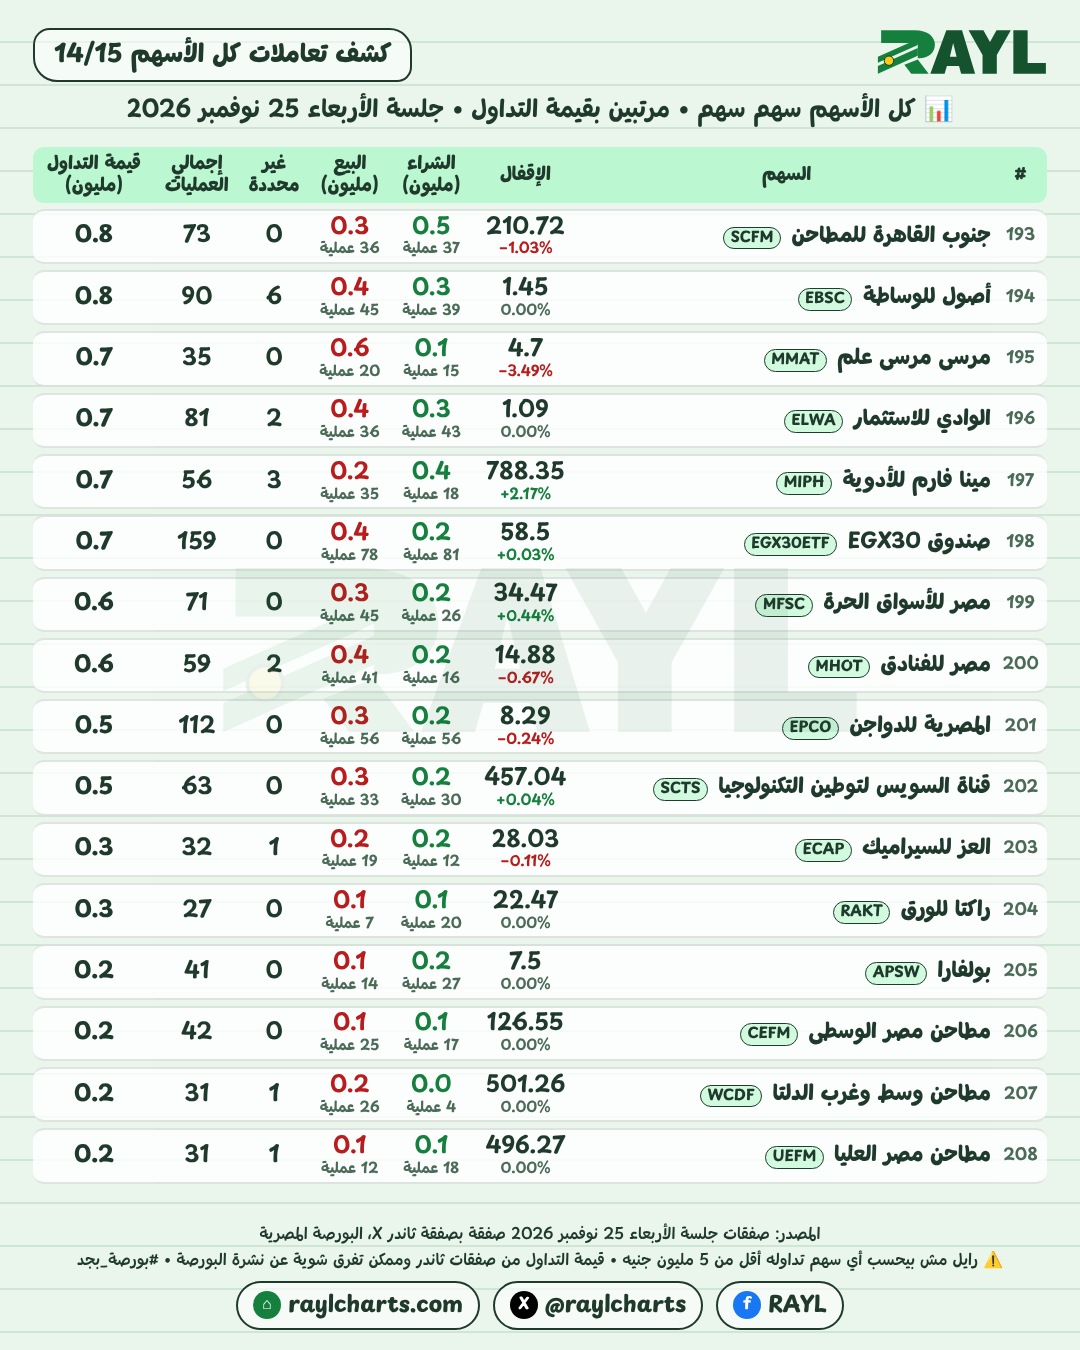 RAYL
كشف تعاملات كل الأسهم 14/15
📊 كل الأسهم سهم سهم • مرتبين بقيمة التداول • جلسة الأربعاء 25 نوفمبر 2026
# السهم الإقفال الشراء (مليون) البيع (مليون) غير محددة إجمالي العمليات قيمة التداول (مليون)
193 جنوب القاهرة للمطاحن SCFM 210.72 0.5 0.3 0 73 0.8
−1.03% 37 عملية 36 عملية
194 أصول للوساطة EBSC 1.45 0.3 0.4 6 90 0.8
0.00% 39 عملية 45 عملية
195 مرسى مرسى علم MMAT 4.7 0.1 0.6 0 35 0.7
−3.49% 15 عملية 20 عملية
196 الوادي للاستثمار ELWA 1.09 0.3 0.4 2 81 0.7
0.00% 43 عملية 36 عملية
197 مينا فارم للأدوية MIPH 788.35 0.4 0.2 3 56 0.7
+2.17% 18 عملية 35 عملية
198 صندوق EGX30 EGX30ETF 58.5 0.2 0.4 0 159 0.7
+0.03% 81 عملية 78 عملية
199 مصر للأسواق الحرة MFSC 34.47 0.2 0.3 0 71 0.6
+0.44% 26 عملية 45 عملية
200 مصر للفنادق MHOT 14.88 0.2 0.4 2 59 0.6
−0.67% 16 عملية 41 عملية
201 المصرية للدواجن EPCO 8.29 0.2 0.3 0 112 0.5
−0.24% 56 عملية 56 عملية
202 قناة السويس لتوطين التكنولوجيا SCTS 457.04 0.2 0.3 0 63 0.5
+0.04% 30 عملية 33 عملية
203 العز للسيراميك ECAP 28.03 0.2 0.2 1 32 0.3
−0.11% 12 عملية 19 عملية
204 راكتا للورق RAKT 22.47 0.1 0.1 0 27 0.3
0.00% 20 عملية 7 عملية
205 بولفارا APSW 7.5 0.2 0.1 0 41 0.2
0.00% 27 عملية 14 عملية
206 مطاحن مصر الوسطى CEFM 126.55 0.1 0.1 0 42 0.2
0.00% 17 عملية 25 عملية
207 مطاحن وسط وغرب الدلتا WCDF 501.26 0.0 0.2 1 31 0.2
0.00% 4 عملية 26 عملية
208 مطاحن مصر العليا UEFM 496.27 0.1 0.1 1 31 0.2
0.00% 18 عملية 12 عملية
المصدر: صفقات جلسة الأربعاء 25 نوفمبر 2026 صفقة بصفقة ثاندر X، البورصة المصرية
⚠️ رايل مش بيحسب أي سهم تداوله أقل من 5 مليون جنيه • قيمة التداول من صفقات ثاندر وممكن تفرق شوية عن نشرة البورصة • #بورصة_بجد
raylcharts.com @raylcharts RAYL